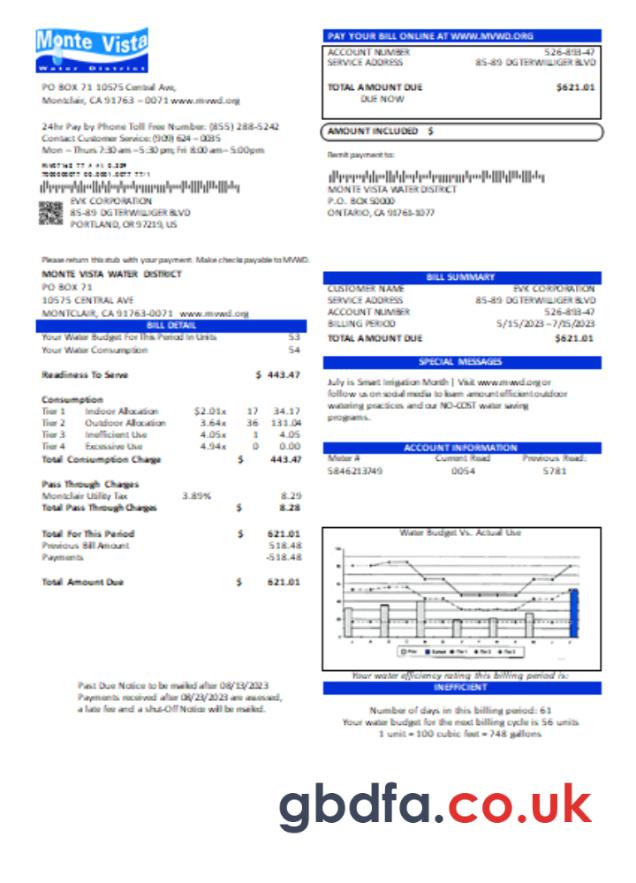 Monte Vista
Water District
PO BOX 71 10575 Central Ave,
Montclair, CA 91763 – 0071 www.mvwd.org
24hr Pay by Phone Toll Free Number: (855) 288-5242
Contact Customer Service: (909) 624 – 0035
Mon – Thurs 7:30 am – 5:30 pm; Fri 8:00 am – 5:00pm
EVK CORPORATION
85-89 DG TERWILLIGER BLVD
PORTLAND, OR 97219, US
PAY YOUR BILL ONLINE AT WWW.MVWD.ORG
ACCOUNT NUMBER 526-893-47
SERVICE ADDRESS 85-89 DG TERWILLIGER BLVD
TOTAL AMOUNT DUE $621.01
DUE NOW
AMOUNT INCLUDED $
Remit payment to:
MONTE VISTA WATER DISTRICT
P.O. BOX 50000
ONTARIO, CA 91761-1077
Please return this stub with your payment. Make checks payable to MVWD.
MONTE VISTA WATER DISTRICT
PO BOX 71
10575 CENTRAL AVE
MONTCLAIR, CA 91763-0071 www.mvwd.org
BILL DETAIL
Your Water Budget For This Period In Units 53
Your Water Consumption 54
Readiness To Serve $ 443.47
Consumption
Tier 1 Indoor Allocation $2.01x 17 34.17
Tier 2 Outdoor Allocation 3.64x 36 131.04
Tier 3 Inefficient Use 4.05x 1 4.05
Tier 4 Excessive Use 4.94x 0 0.00
Total Consumption Charge $ 443.47
Pass Through Charges
Montclair Utility Tax 3.89% 8.29
Total Pass Through Charges $ 8.28
Total For This Period $ 621.01
Previous Bill Amount 518.48
Payments -518.48
Total Amount Due $ 621.01
Past Due Notice to be mailed after 08/13/2023
Payments received after 08/23/2023 are assessed,
a late fee and a shut-Off Notice will be mailed.
BILL SUMMARY
CUSTOMER NAME EVK CORPORATION
SERVICE ADDRESS 85-89 DG TERWILLIGER BLVD
ACCOUNT NUMBER 526-893-47
BILLING PERIOD 5/15/2023 – 7/15/2023
TOTAL AMOUNT DUE $621.01
SPECIAL MESSAGES
July is Smart Irrigation Month | Visit www.mvwd.org or
follow us on social media to learn amount efficient outdoor
watering practices and our NO-COST water saving
programs.
ACCOUNT INFORMATION
Meter # Current Read Previous Read:
5846213749 0054 5781
Water Budget Vs. Actual Use
Your water efficiency rating this billing period is:
INEFFICIENT
Number of days in this billing period: 61
Your water budget for the next billing cycle is 56 units
1 unit = 100 cubic feet = 748 gallons
gbdfa.co.uk